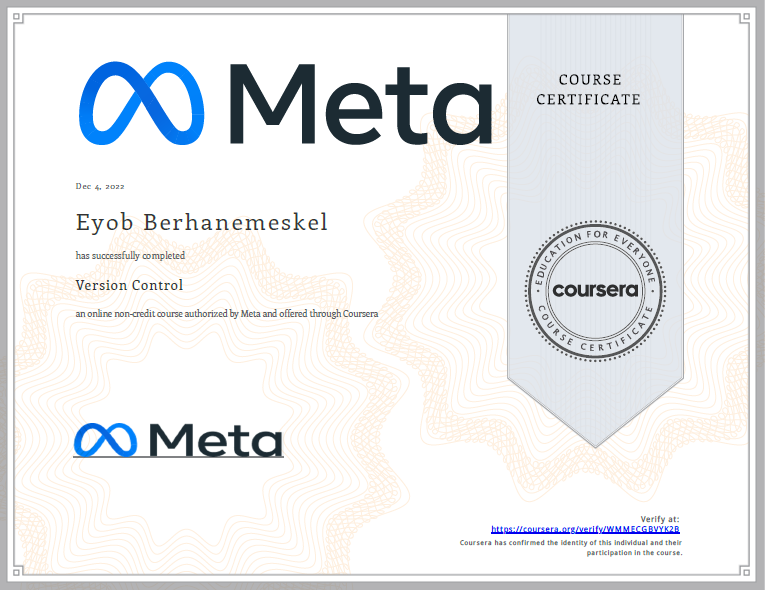 Meta
COURSE
CERTIFICATE
Dec 4, 2022
Eyob Berhanemeskel
has successfully completed
Version Control
an online non-credit course authorized by Meta and offered through Coursera
EDUCATION FOR EVERYONE
coursera
COURSE CERTIFICATE
Meta
Verify at:
https://coursera.org/verify/WMMECGBVYK2B
Coursera has confirmed the identity of this individual and their
participation in the course.